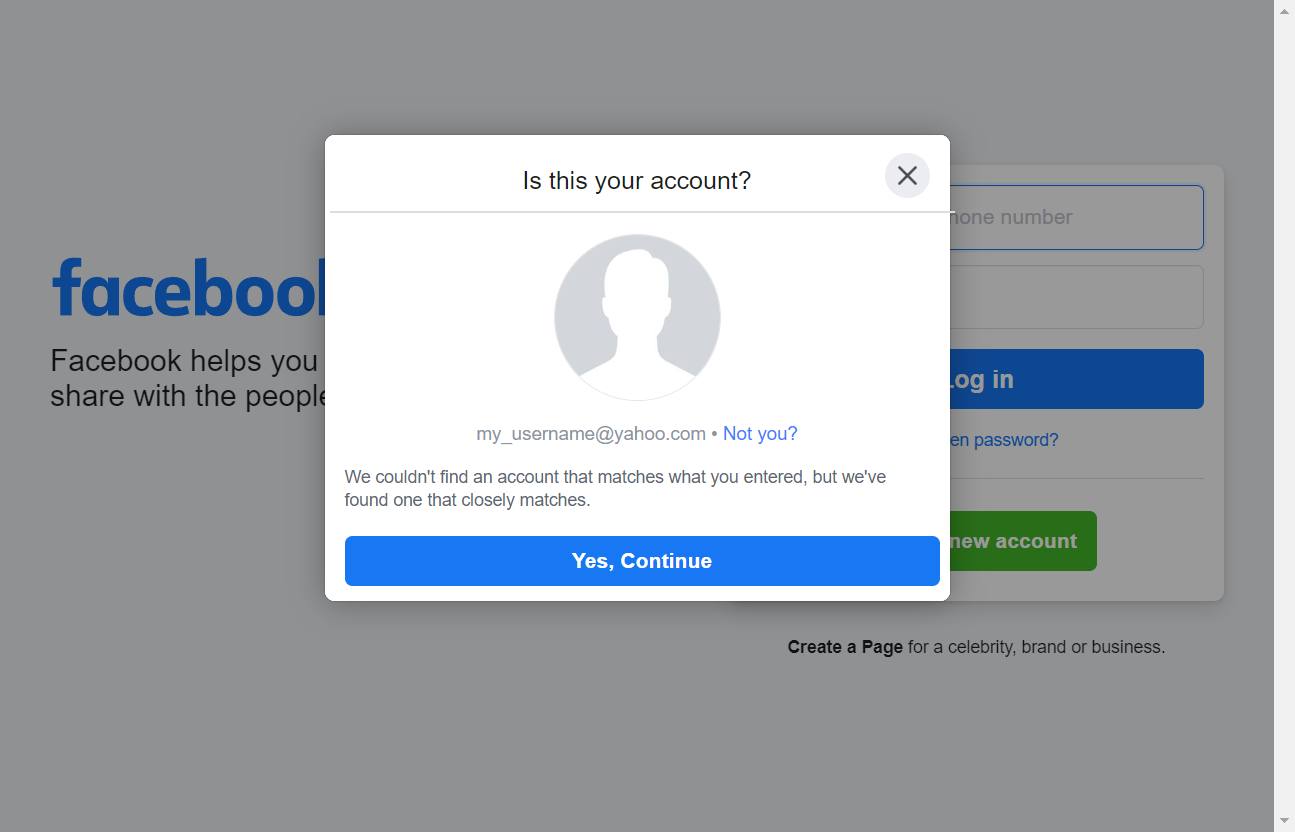 Is this your account?
facebook
Facebook helps you
share with the people
my_username@yahoo.com • Not you?
We couldn't find an account that matches what you entered, but we've
found one that closely matches.
Yes, Continue
number
Log in
password?
new account
Create a Page for a celebrity, brand or business.